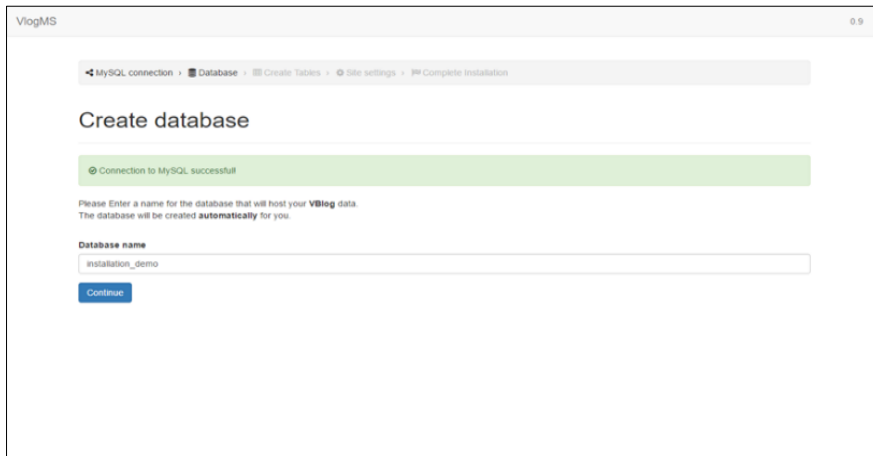 VlogMS 0.9
MySQL connection › Database › Create Tables › Site settings › Complete Installation
Create database
Connection to MySQL successful!
Please Enter a name for the database that will host your VBlog data.
The database will be created automatically for you.
Database name
installation_demo
Continue